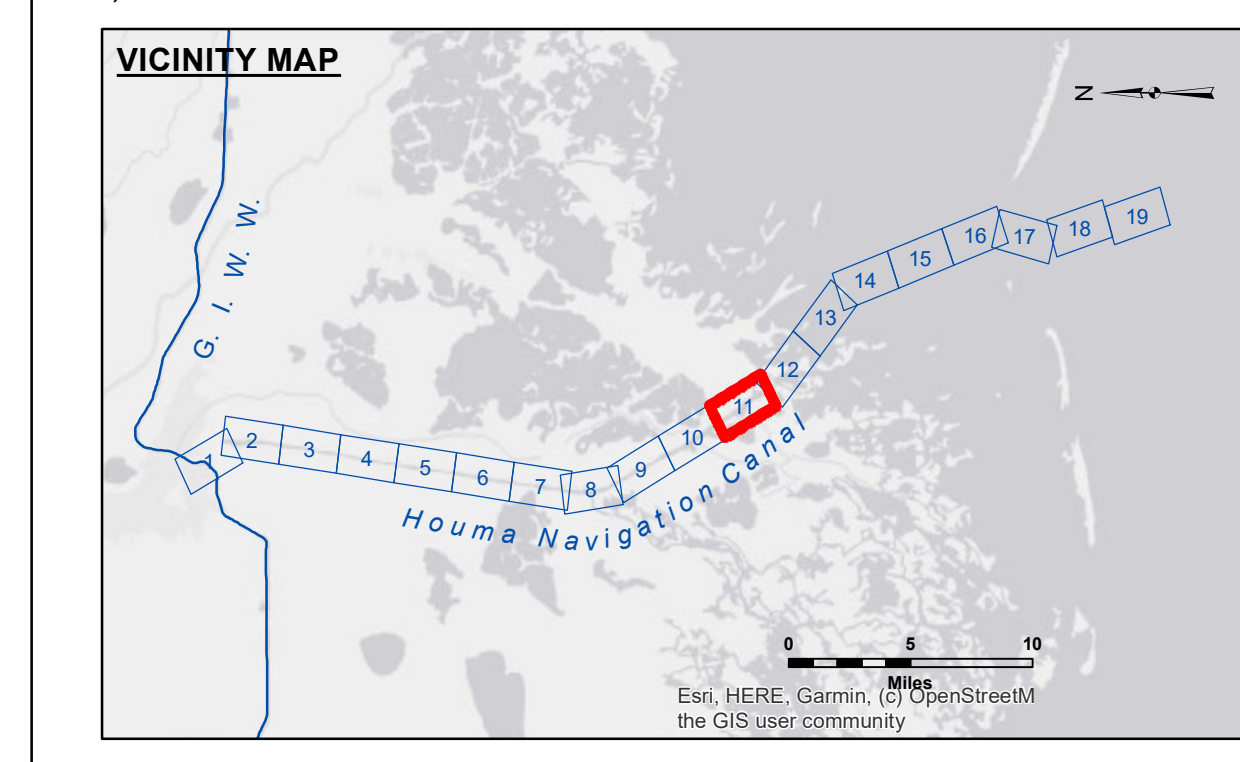 VICINITY MAP
N
G. I. W. W.
1
2
3
4
5
6
7
8
9
10
11
12
13
14
15
16
17
18
19
Houma Navigation Canal
0 5 10
Miles
Esri, HERE, Garmin, (c) OpenStreetM
the GIS user community